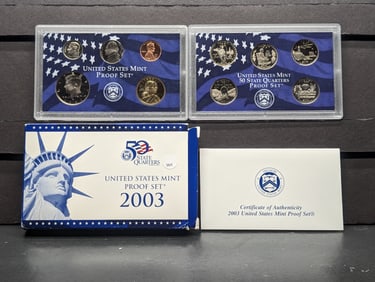 UNITED STATES MINT
PROOF SET®
UNITED STATES MINT
50 STATE QUARTERS
PROOF SET®
50
STATE
QUARTERS
UNITED STATES MINT
PROOF SET®
2003
Certificate of Authenticity
2003 United States Mint Proof Set®